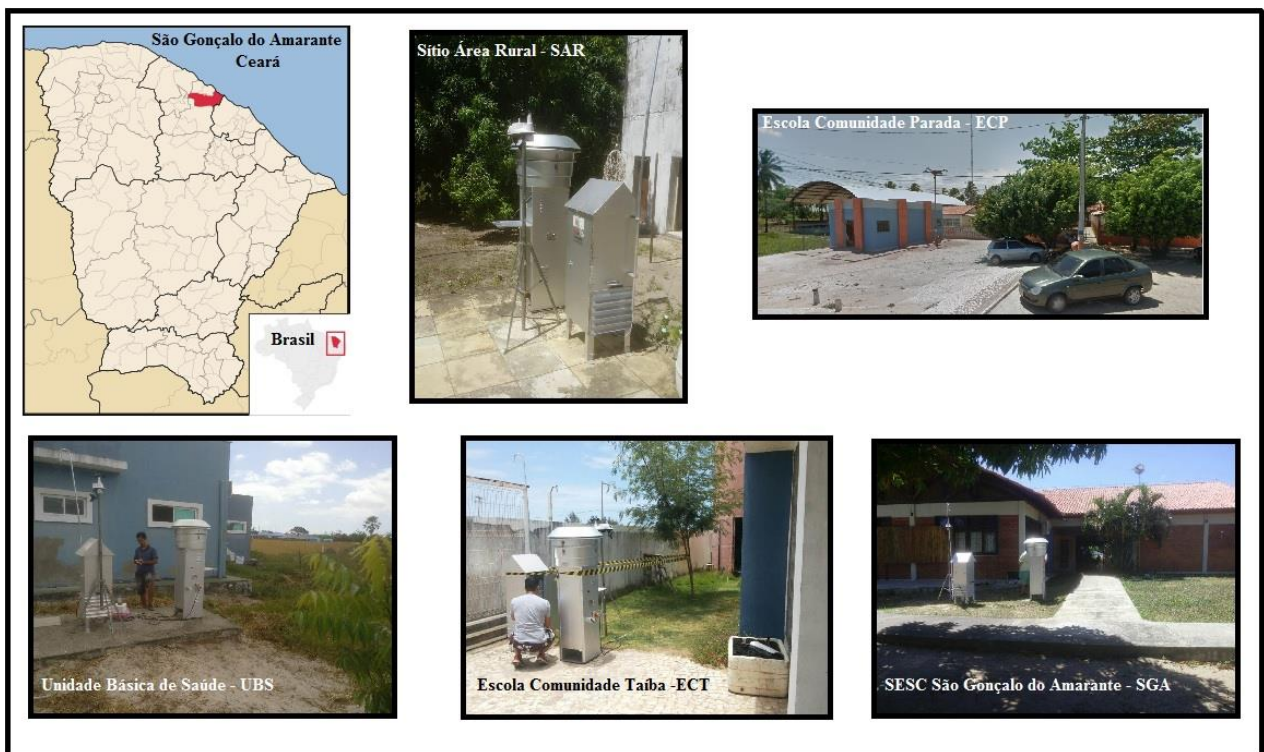 São Gonçalo do Amarante
Ceará
Brasil
Sítio Área Rural - SAR
Escola Comunidade Parada - ECP
Unidade Básica de Saúde - UBS
Escola Comunidade Taíba -ECT
SESC São Gonçalo do Amarante - SGA